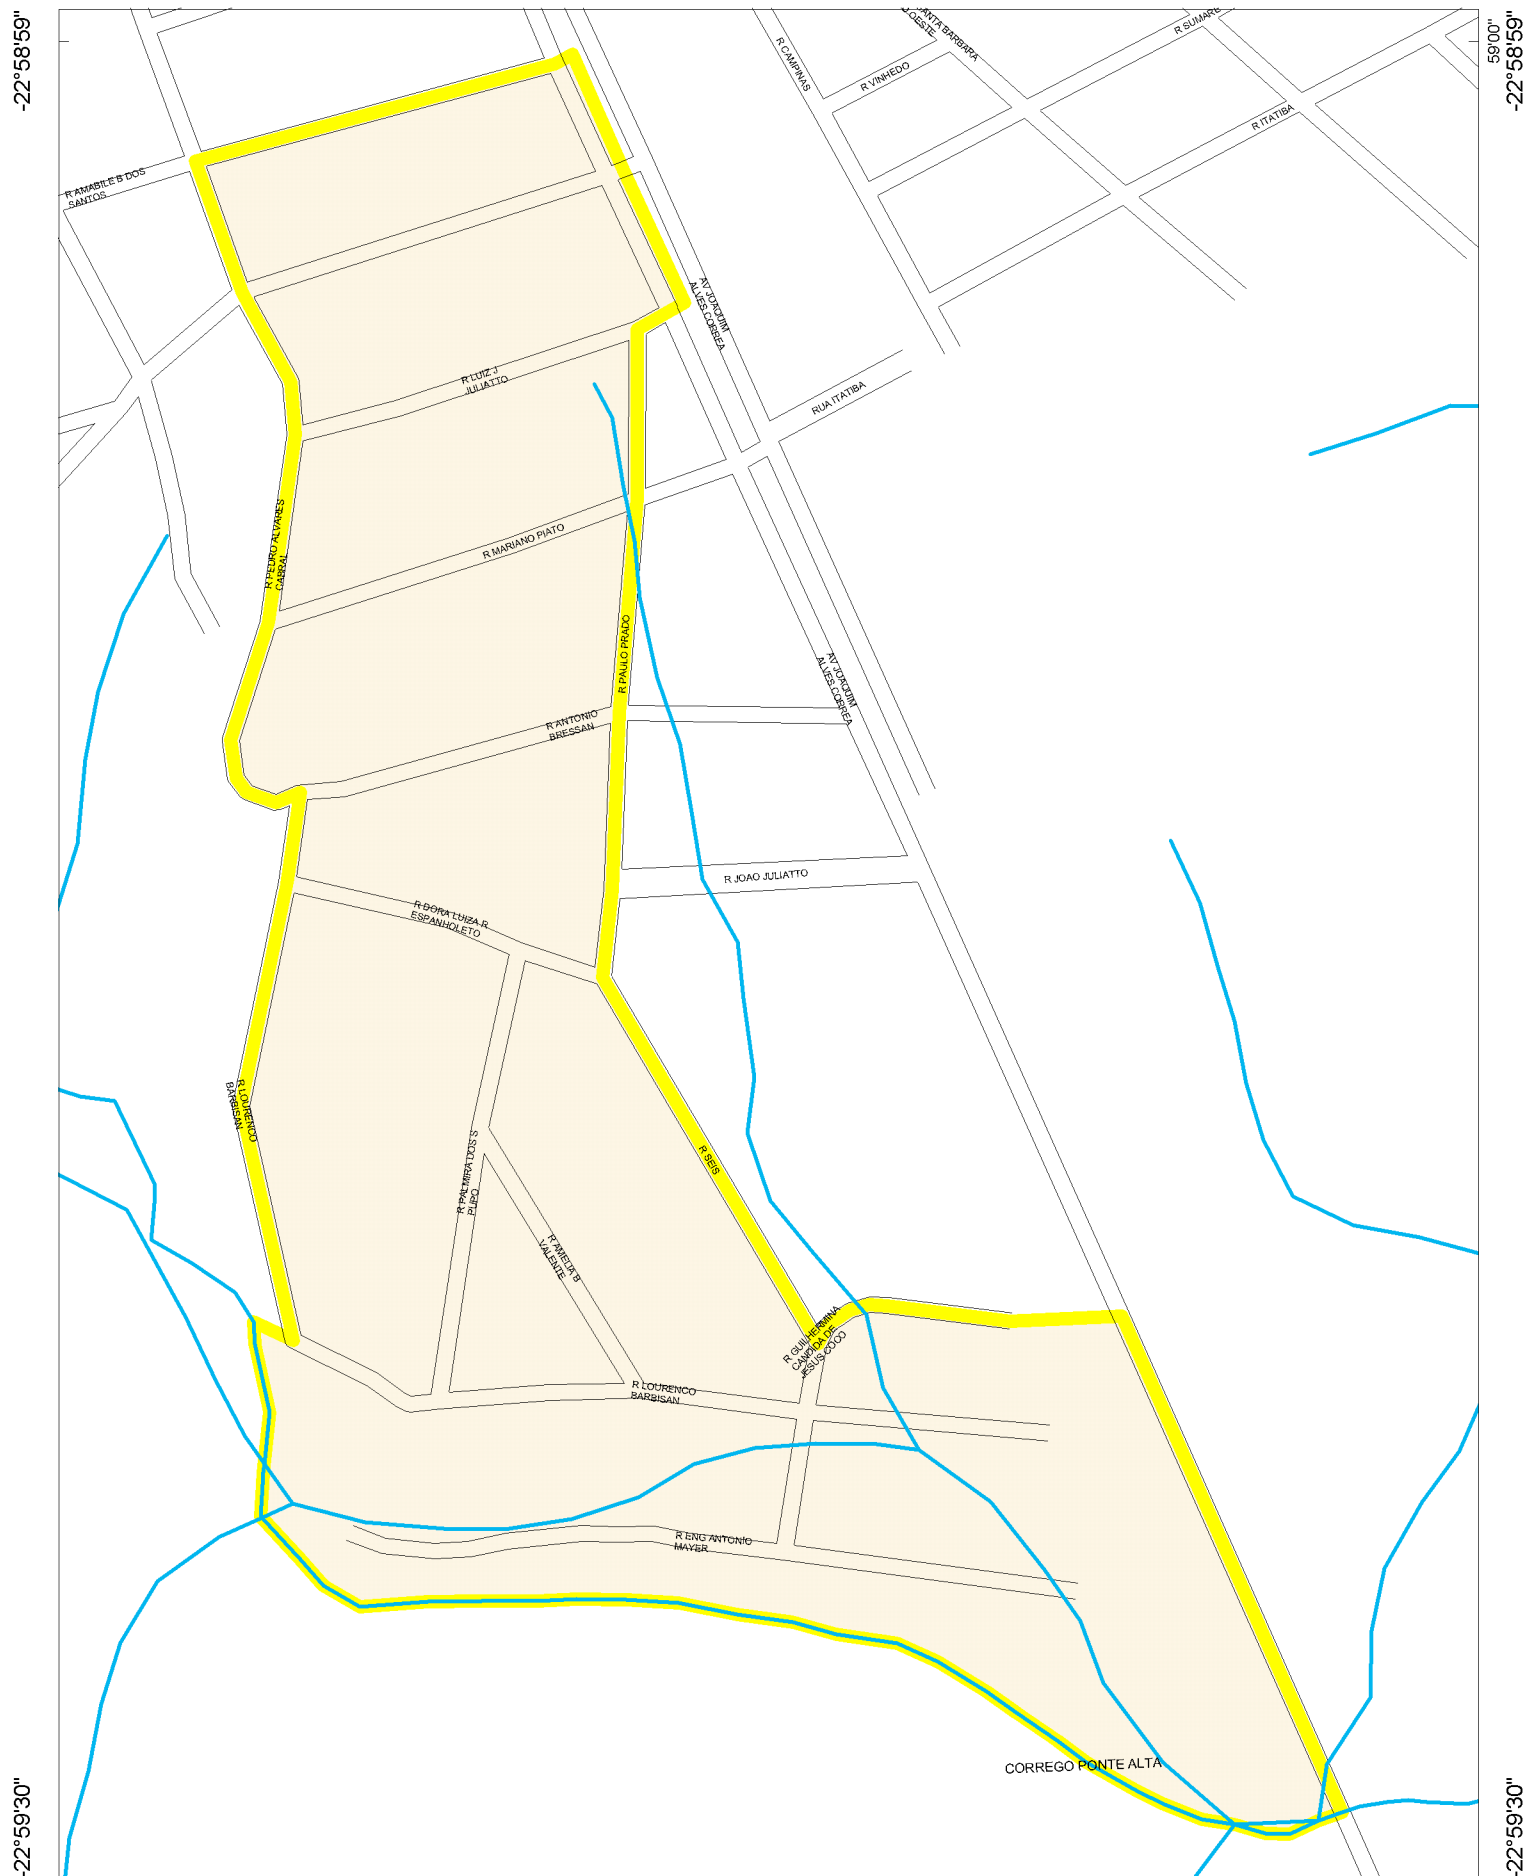 -22°58'59"
59'00"
-22°58'59"
R CAMPINAS
R VINHEDO
ANTA BARBARA
D.OESTE
R SUMARE
R ITATIBA
R AMABILE B DOS
SANTOS
AV JOAQUIM
ALVES CORREA
R LUIZ J
JULIATTO
RUA ITATIBA
R PEDRO ALVARES
CABRAL
R MARIANO PIATO
R PAULO PRADO
AV JOAQUIM
ALVES CORREA
R ANTONIO
BRESSAN
R JOAO JULIATTO
R DORA LUIZA R
ESPANHOLETO
R LOURENCO
BARBISAN
R PALMIRA DOS S
PUPO
R SEIS
R AMELIA B
VALENTE
R GUILHERMINA
CANDIDA DE
JESUS COCO
R LOURENCO
BARBISAN
R ENG ANTONIO
MAYER
CORREGO PONTE ALTA
-22°59'30"
-22°59'30"